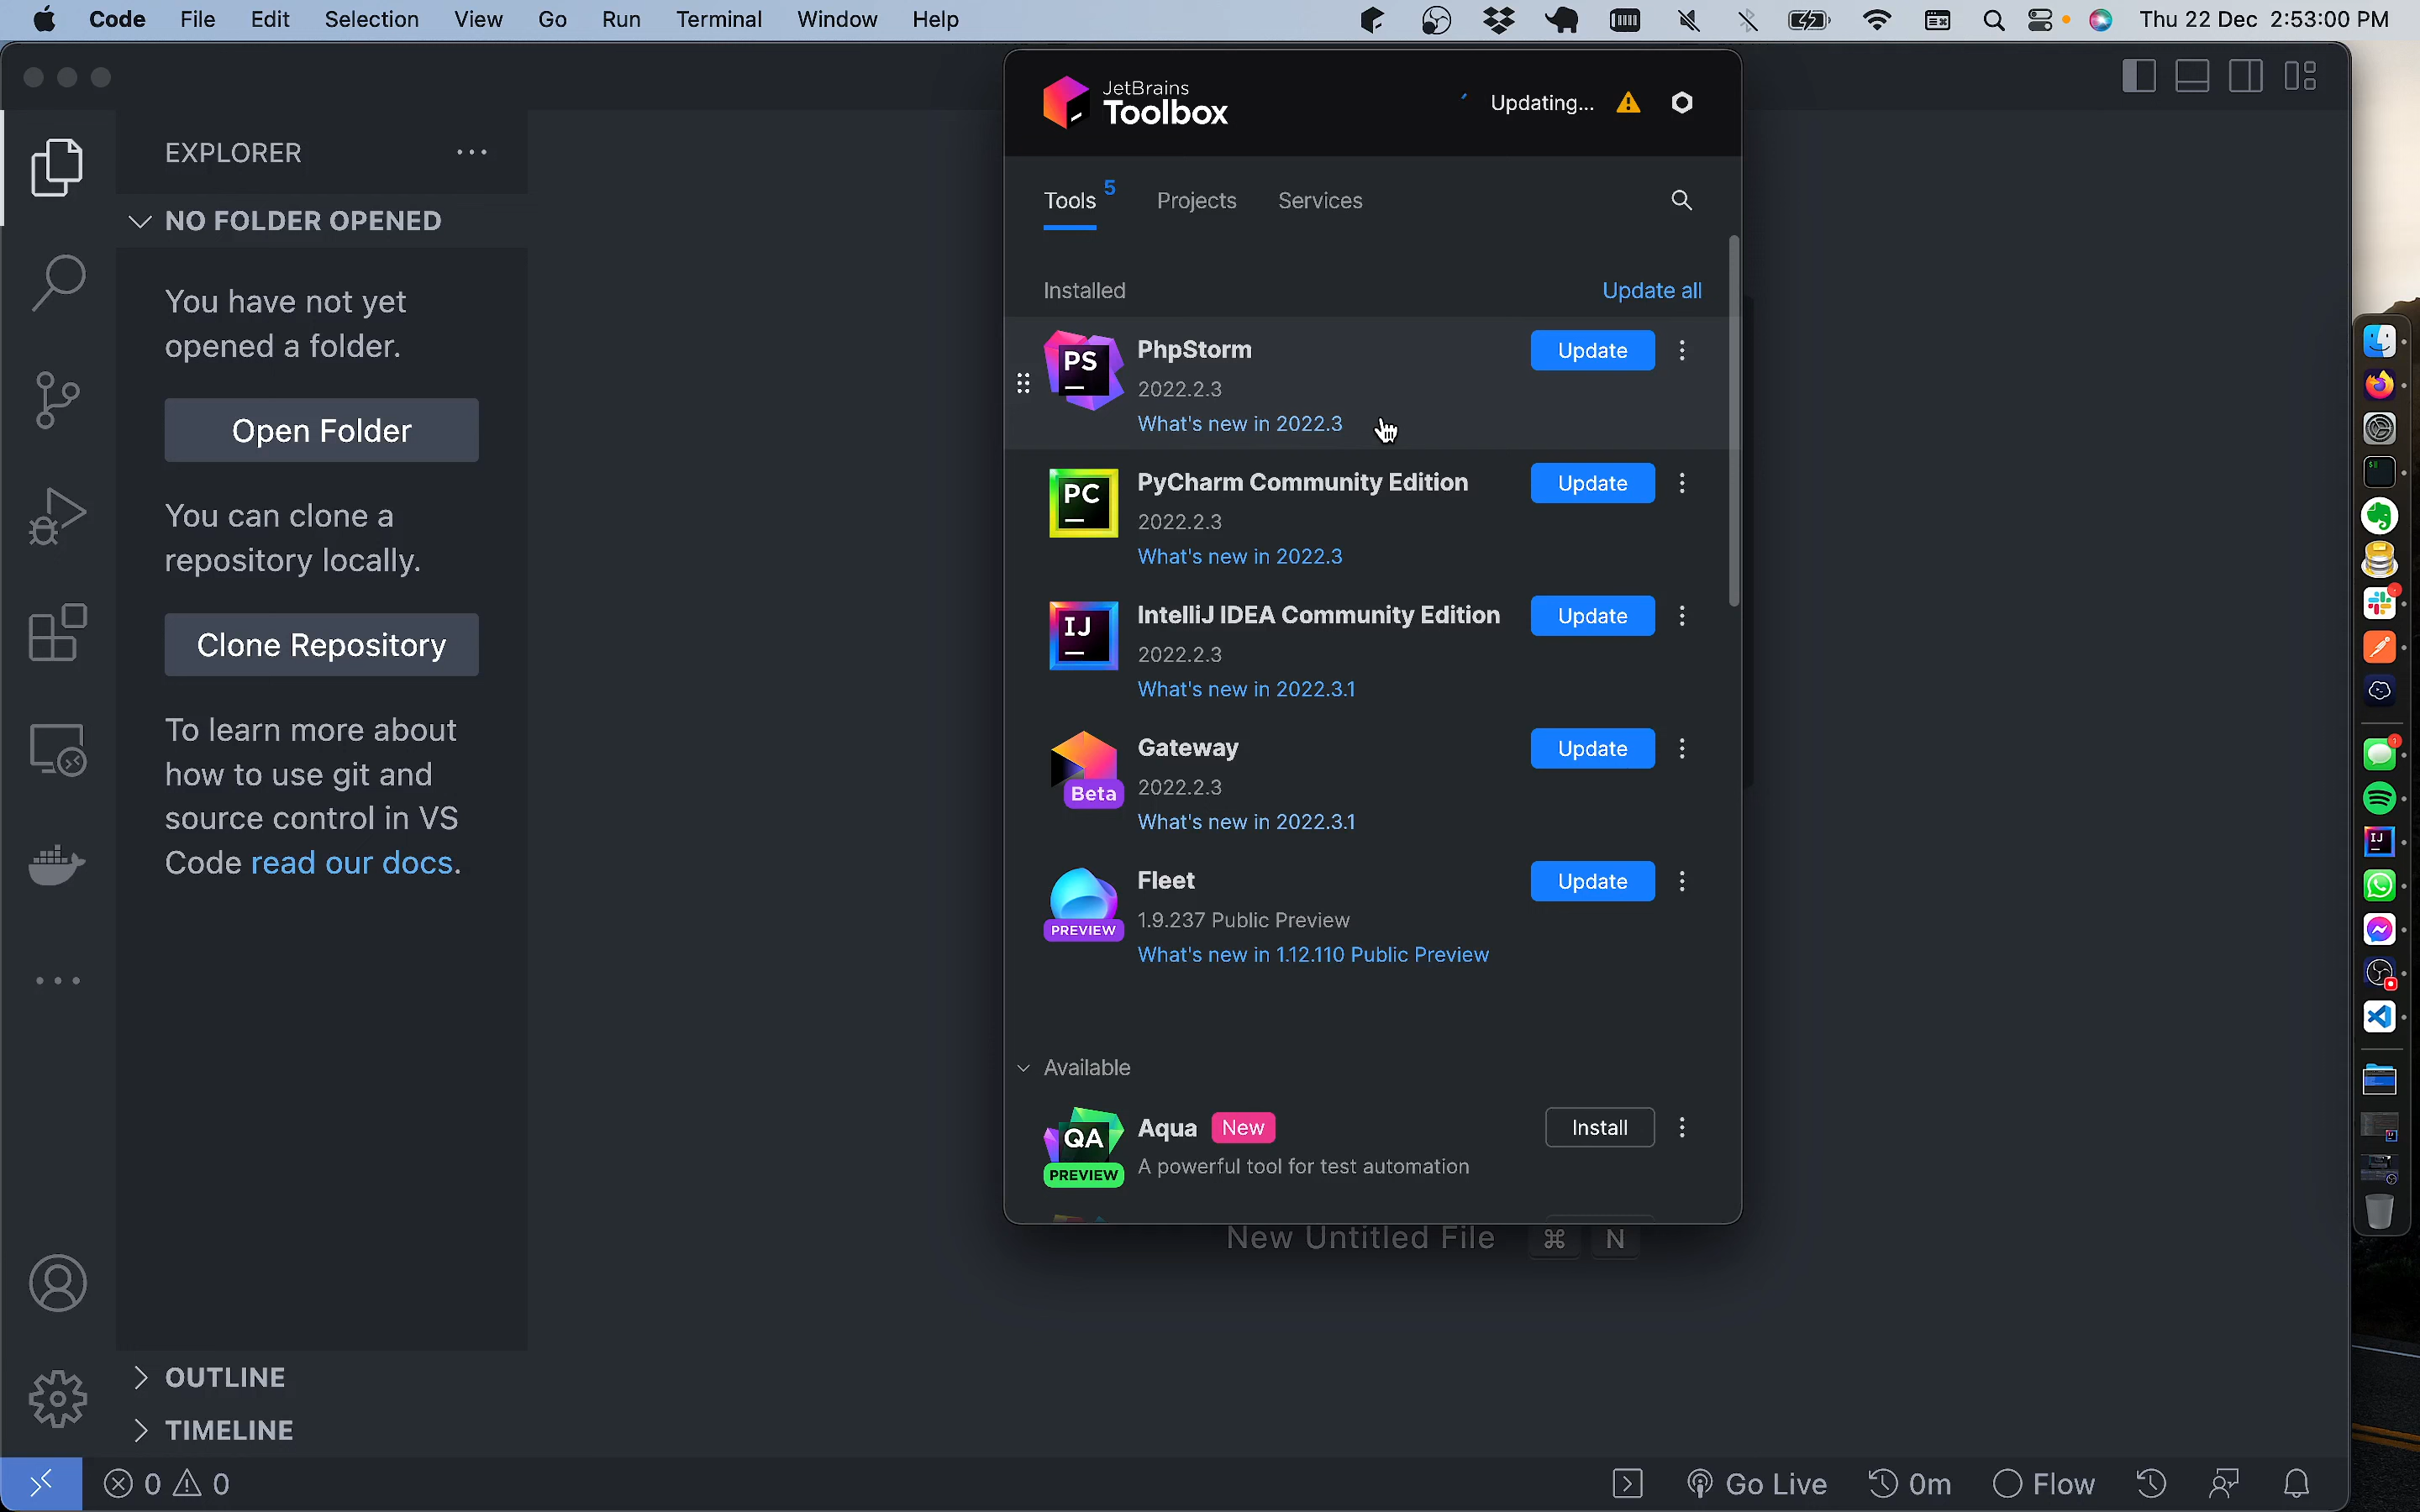 Code File Edit Selection View Go Run Terminal Window Help
Thu 22 Dec 2:53:00 PM
EXPLORER
NO FOLDER OPENED
You have not yet
opened a folder.
Open Folder
You can clone a
repository locally.
Clone Repository
To learn more about
how to use git and
source control in VS
Code read our docs.
OUTLINE
TIMELINE
JetBrains
Toolbox
Updating...
Tools 5 Projects Services
Installed Update all
PS
PhpStorm Update
2022.2.3
What's new in 2022.3
PC
PyCharm Community Edition Update
2022.2.3
What's new in 2022.3
IJ
IntelliJ IDEA Community Edition Update
2022.2.3
What's new in 2022.3.1
Gateway Update
2022.2.3
Beta
What's new in 2022.3.1
Fleet Update
1.9.237 Public Preview
PREVIEW
What's new in 1.12.110 Public Preview
Available
QA
Aqua New Install
A powerful tool for test automation
PREVIEW
New Untitled File ⌘ N
IJ
0 0 Go Live 0m Flow